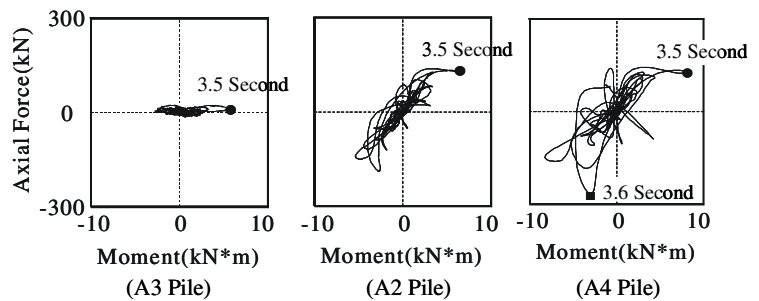 300
0
-300
Axial Force(kN)
3.5 Second
-10 0 10
Moment(kN*m)
(A3 Pile)
3.5 Second
-10 0 10
Moment(kN*m)
(A2 Pile)
3.5 Second
3.6 Second
-10 0 10
Moment(kN*m)
(A4 Pile)